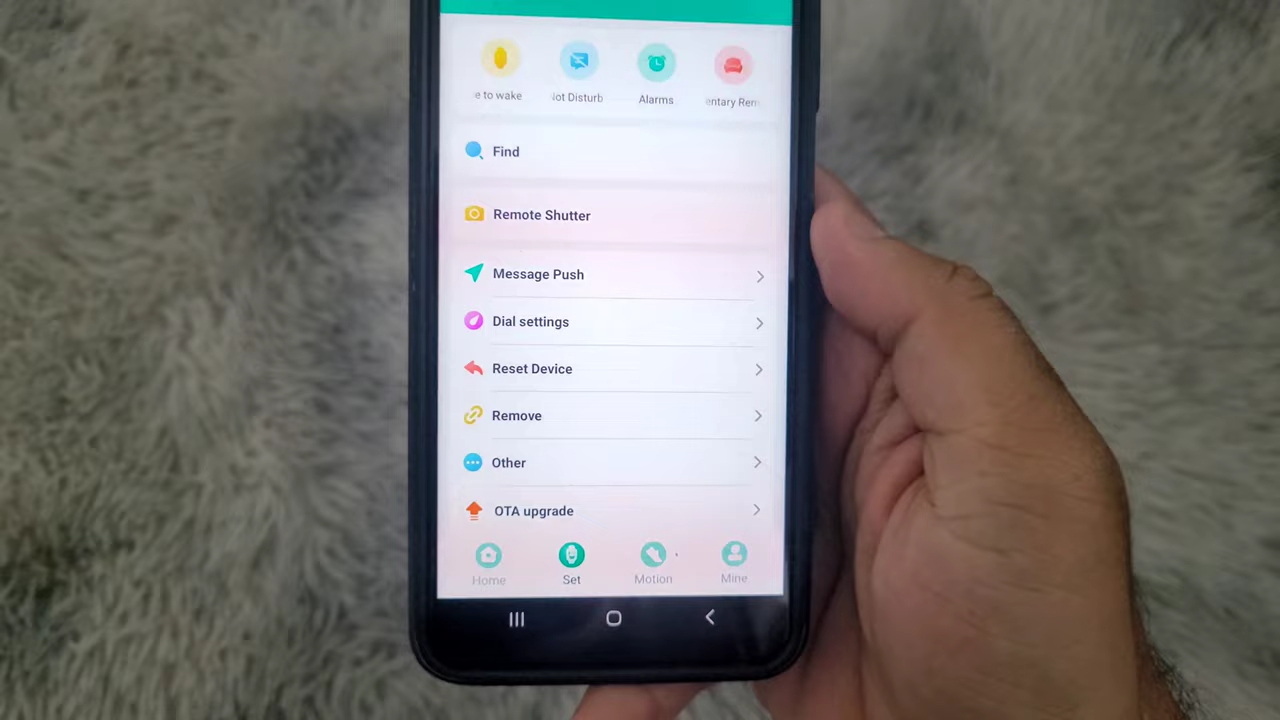 e to wake
ot Disturb
Alarms
entary Rem
Find
Remote Shutter
Message Push
Dial settings
Reset Device
Remove
Other
OTA upgrade
Home
Set
Motion
Mine